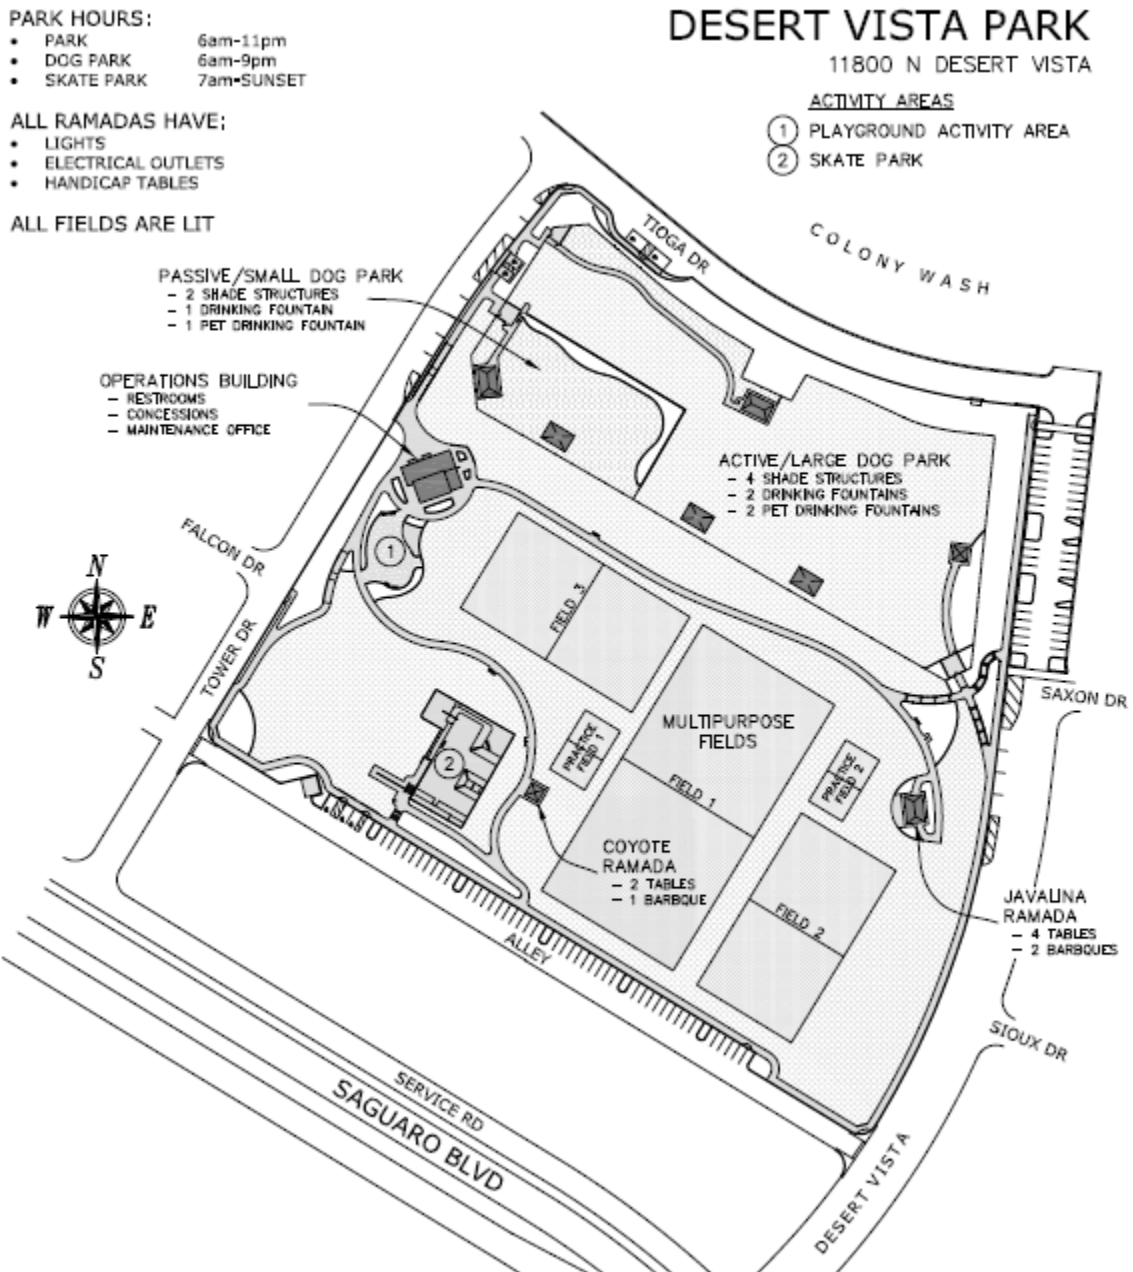 PARK HOURS:
• PARK 6am-11pm
• DOG PARK 6am-9pm
• SKATE PARK 7am-SUNSET
ALL RAMADAS HAVE:
• LIGHTS
• ELECTRICAL OUTLETS
• HANDICAP TABLES
ALL FIELDS ARE LIT
DESERT VISTA PARK
11800 N DESERT VISTA
ACTIVITY AREAS
1 PLAYGROUND ACTIVITY AREA
2 SKATE PARK
COLONY WASH
TIOGA DR
PASSIVE/SMALL DOG PARK
– 2 SHADE STRUCTURES
– 1 DRINKING FOUNTAIN
– 1 PET DRINKING FOUNTAIN
OPERATIONS BUILDING
– RESTROOMS
– CONCESSIONS
– MAINTENANCE OFFICE
ACTIVE/LARGE DOG PARK
– 4 SHADE STRUCTURES
– 2 DRINKING FOUNTAINS
– 2 PET DRINKING FOUNTAINS
FALCON DR
1
N
W E
S
TOWER DR
FIELD 3
SAXON DR
MULTIPURPOSE
FIELDS
PRACTICE
FIELD 1
2
FIELD 1
PRACTICE
FIELD 2
COYOTE
RAMADA
– 2 TABLES
– 1 BARBQUE
JAVALINA
RAMADA
– 4 TABLES
– 2 BARBQUES
FIELD 2
ALLEY
SIOUX DR
SERVICE RD
SAGUARO BLVD
DESERT VISTA